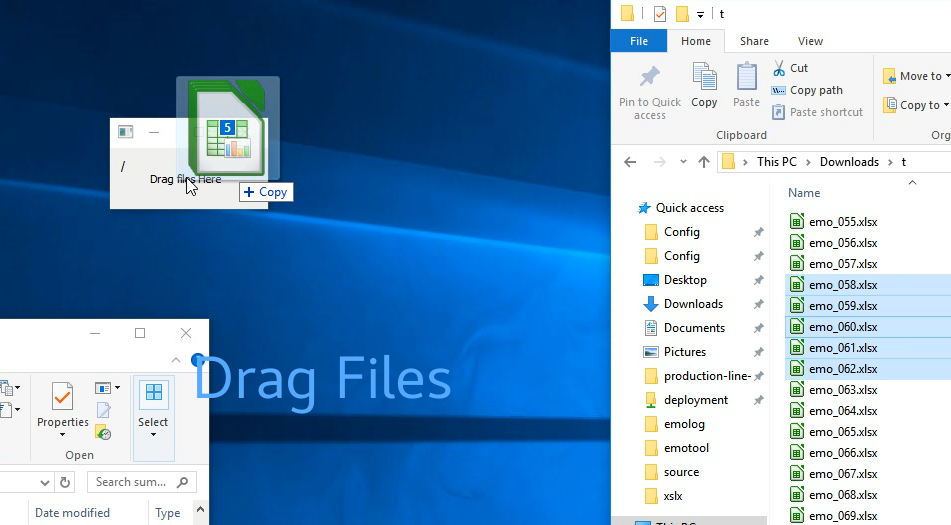 t
File
Home
Share
View
Pin to Quick
access
Copy
Paste
Cut
Copy path
Paste shortcut
Clipboard
Move to
Copy to
Org
This PC
Downloads
t
Name
Quick access
Config
Config
Desktop
Downloads
Documents
Pictures
production-line-
deployment
emolog
emotool
source
xslx
emo_055.xlsx
emo_056.xlsx
emo_057.xlsx
emo_058.xlsx
emo_059.xlsx
emo_060.xlsx
emo_061.xlsx
emo_062.xlsx
emo_063.xlsx
emo_064.xlsx
emo_065.xlsx
emo_066.xlsx
emo_067.xlsx
emo_068.xlsx
emo_069.xlsx
This PC
5
/
Drag files Here
+ Copy
Drag Files
Properties
Open
Select
Search sum...
Date modified
Type